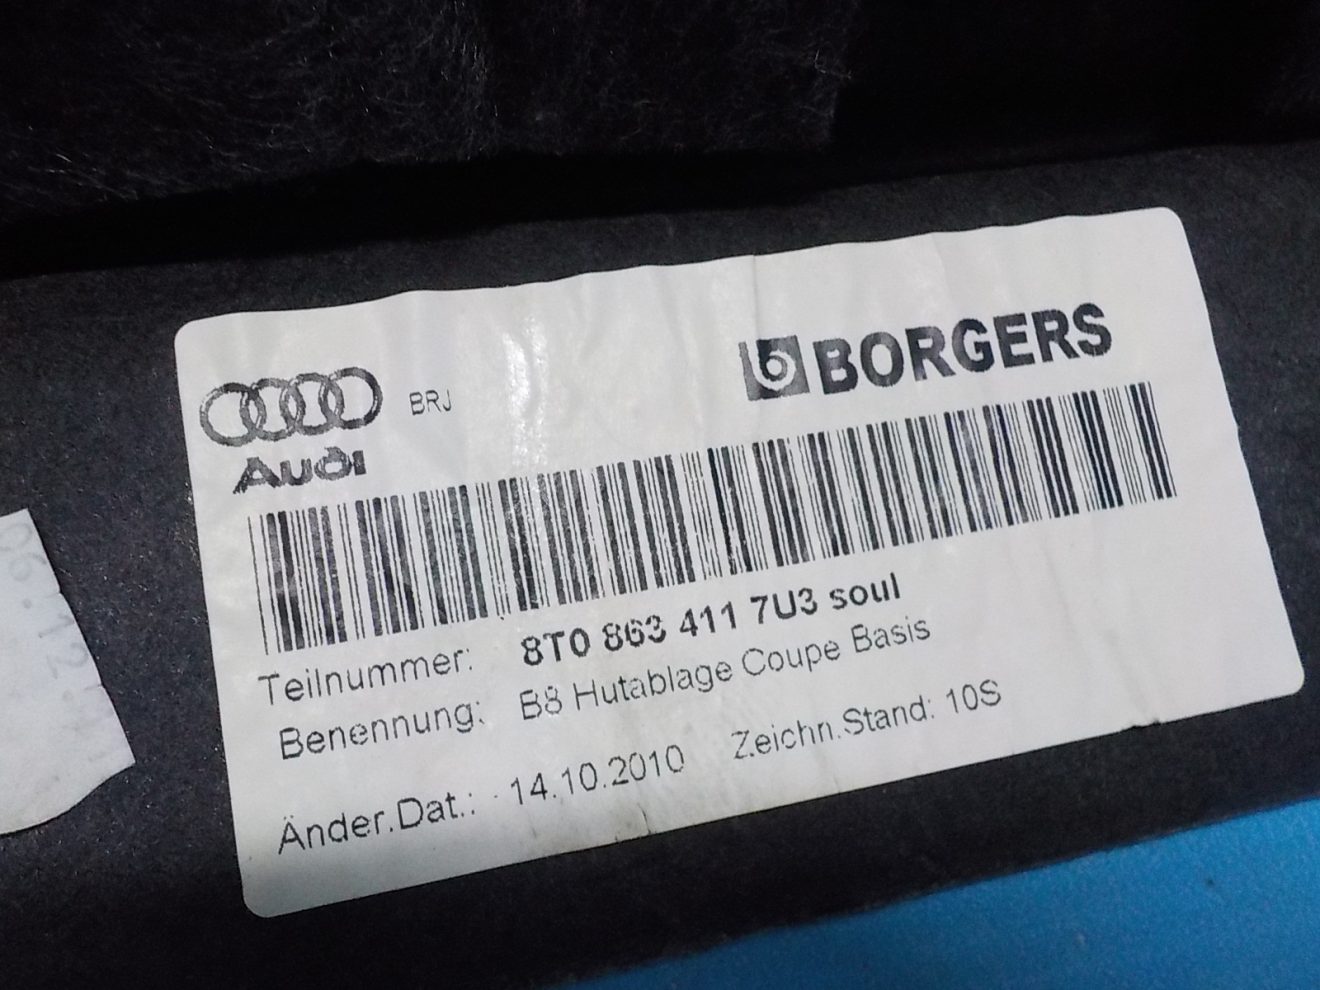 Audi
BRJ
BORGERS
Teilnummer: 8T0 863 411 7U3 soul
Benennung: B8 Hutablage Coupe Basis
Änder.Dat.: 14.10.2010 Zeichn.Stand: 10S